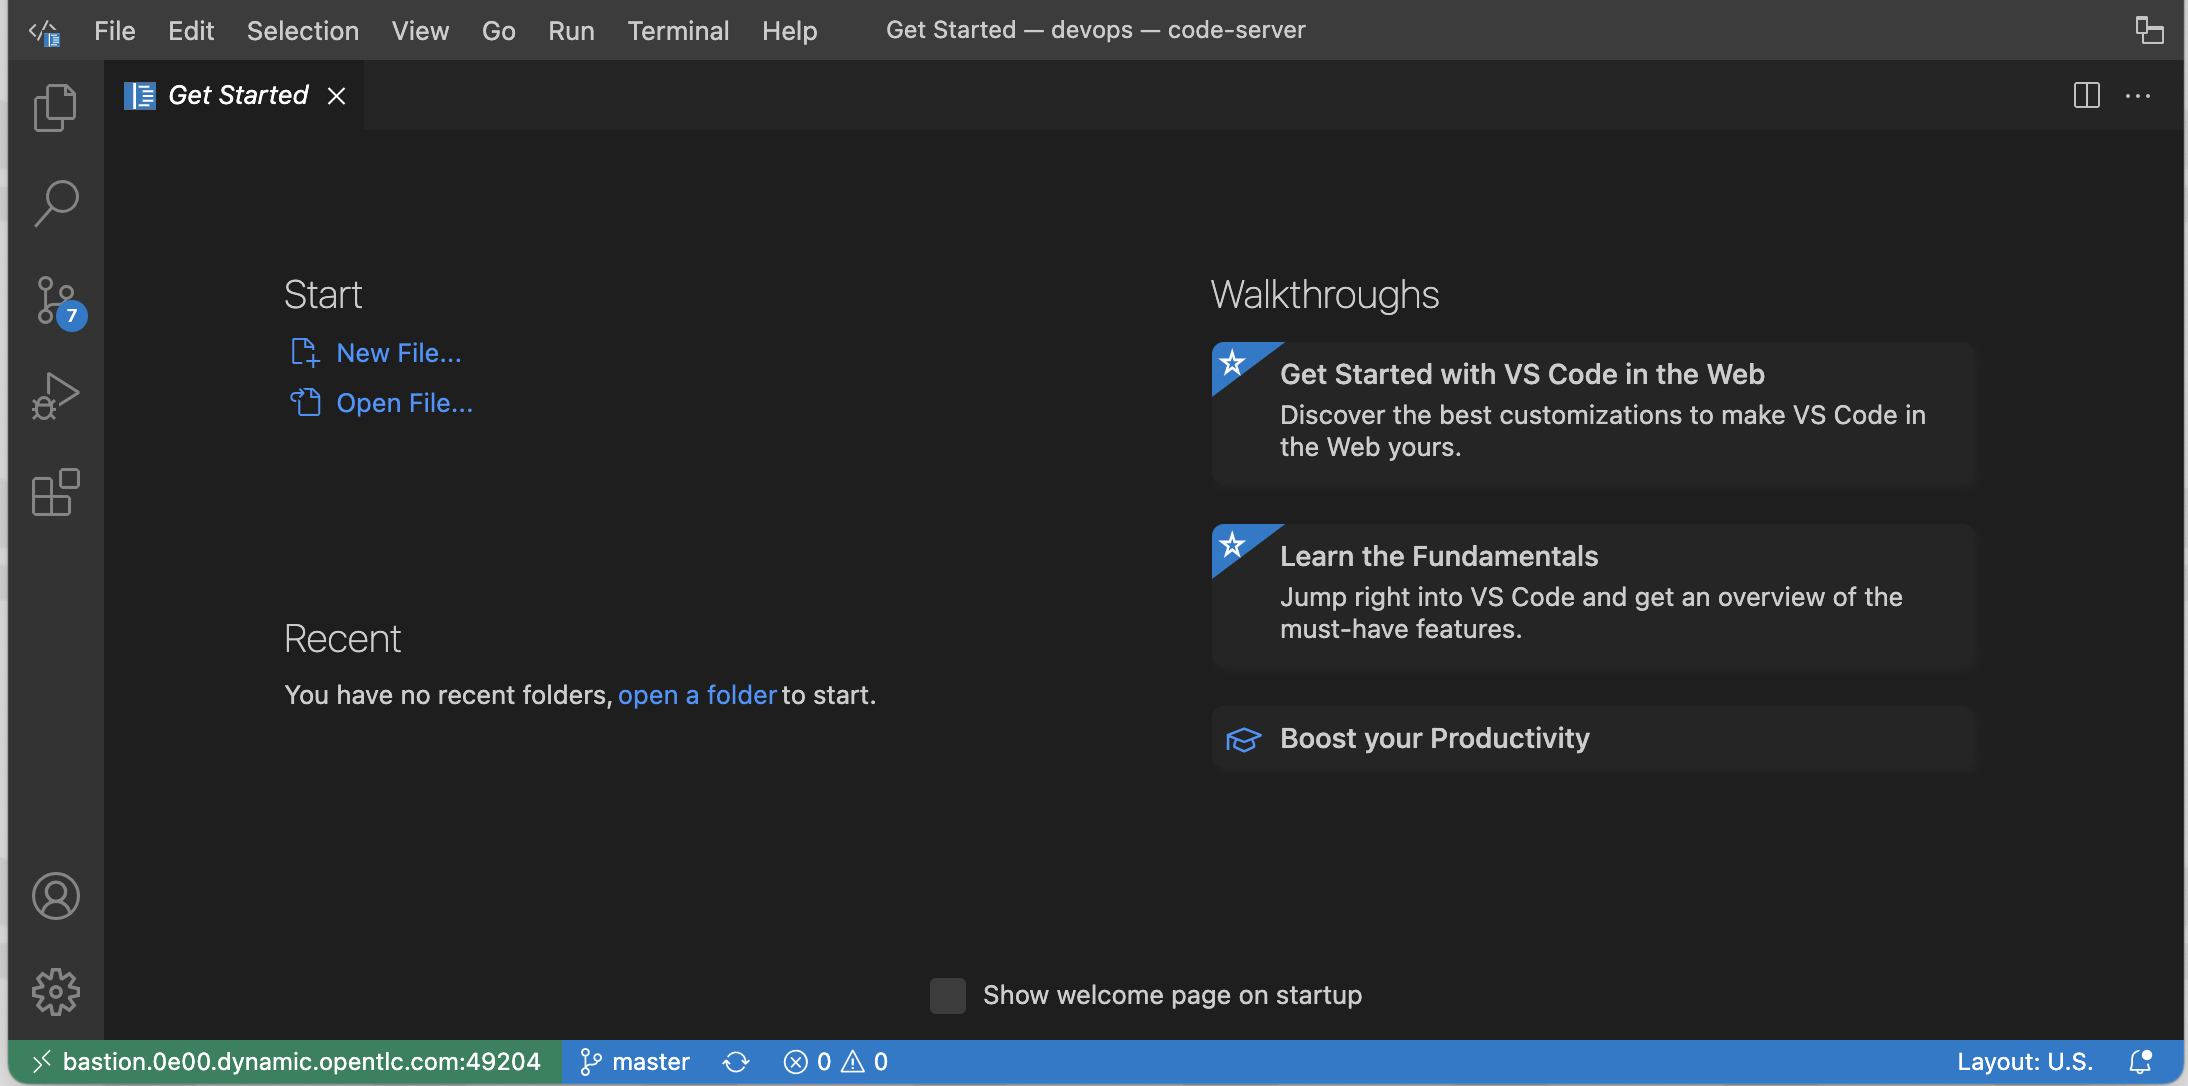 File Edit Selection View Go Run Terminal Help Get Started — devops — code-server
Get Started
7
Start
New File...
Open File...
Recent
You have no recent folders, open a folder to start.
Walkthroughs
Get Started with VS Code in the Web
Discover the best customizations to make VS Code in
the Web yours.
Learn the Fundamentals
Jump right into VS Code and get an overview of the
must-have features.
Boost your Productivity
Show welcome page on startup
bastion.0e00.dynamic.opentlc.com:49204 master 0 0 Layout: U.S.